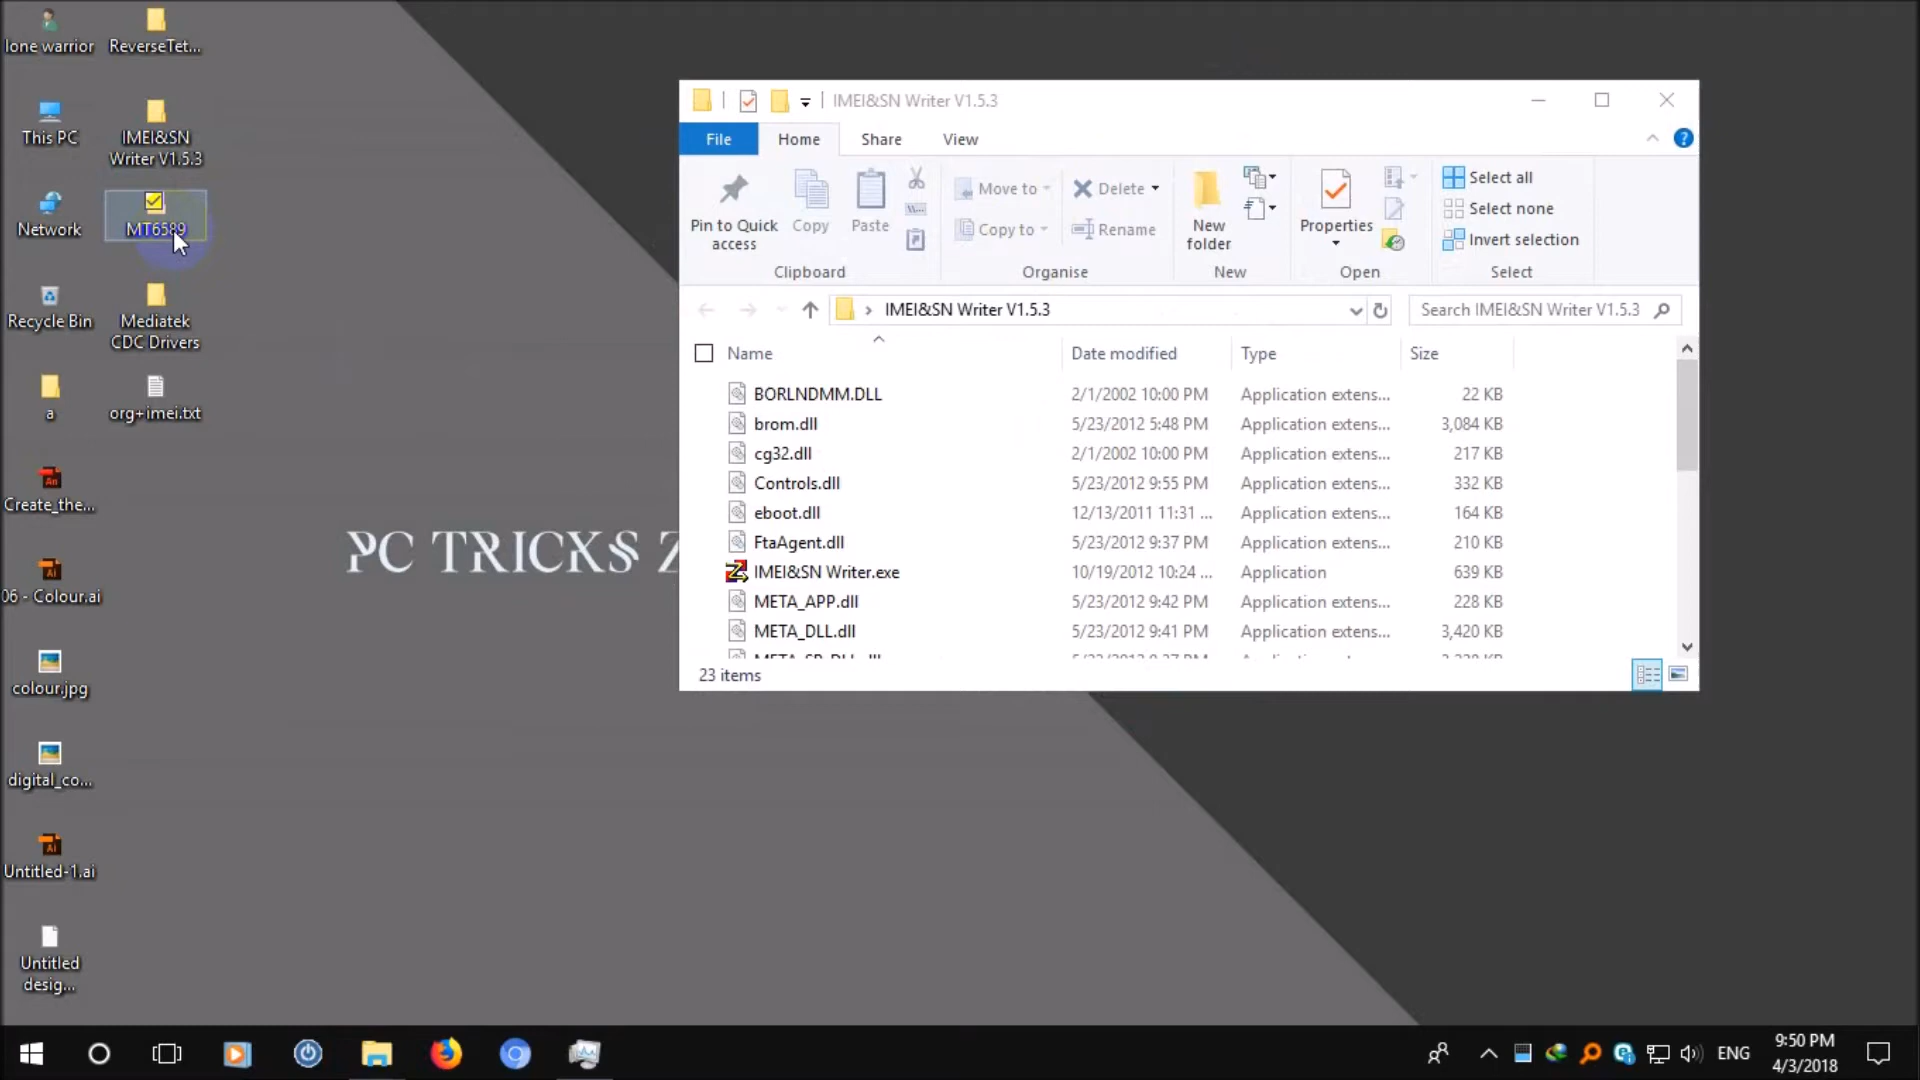 lone warrior
ReverseTet...
This PC
IMEI&SN
Writer V1.5.3
Network
MT6589
Recycle Bin
Mediatek
CDC Drivers
a
org+imei.txt
Create_the...
06 - Colour.ai
colour.jpg
digital_co...
Untitled-1.ai
Untitled
desig...
PC TRICKS Z
IMEI&SN Writer V1.5.3
File
Home
Share
View
Pin to Quick
access
Copy
Paste
Clipboard
Move to
Copy to
Delete
Rename
Organise
New
folder
New
Properties
Open
Select all
Select none
Invert selection
Select
IMEI&SN Writer V1.5.3
Search IMEI&SN Writer V1.5.3
Name Date modified Type Size
BORLNDMM.DLL 2/1/2002 10:00 PM Application extens... 22 KB
brom.dll 5/23/2012 5:48 PM Application extens... 3,084 KB
cg32.dll 2/1/2002 10:00 PM Application extens... 217 KB
Controls.dll 5/23/2012 9:55 PM Application extens... 332 KB
eboot.dll 12/13/2011 11:31 ... Application extens... 164 KB
FtaAgent.dll 5/23/2012 9:37 PM Application extens... 210 KB
IMEI&SN Writer.exe 10/19/2012 10:24 ... Application 639 KB
META_APP.dll 5/23/2012 9:42 PM Application extens... 228 KB
META_DLL.dll 5/23/2012 9:41 PM Application extens... 3,420 KB
23 items
ENG
9:50 PM
4/3/2018